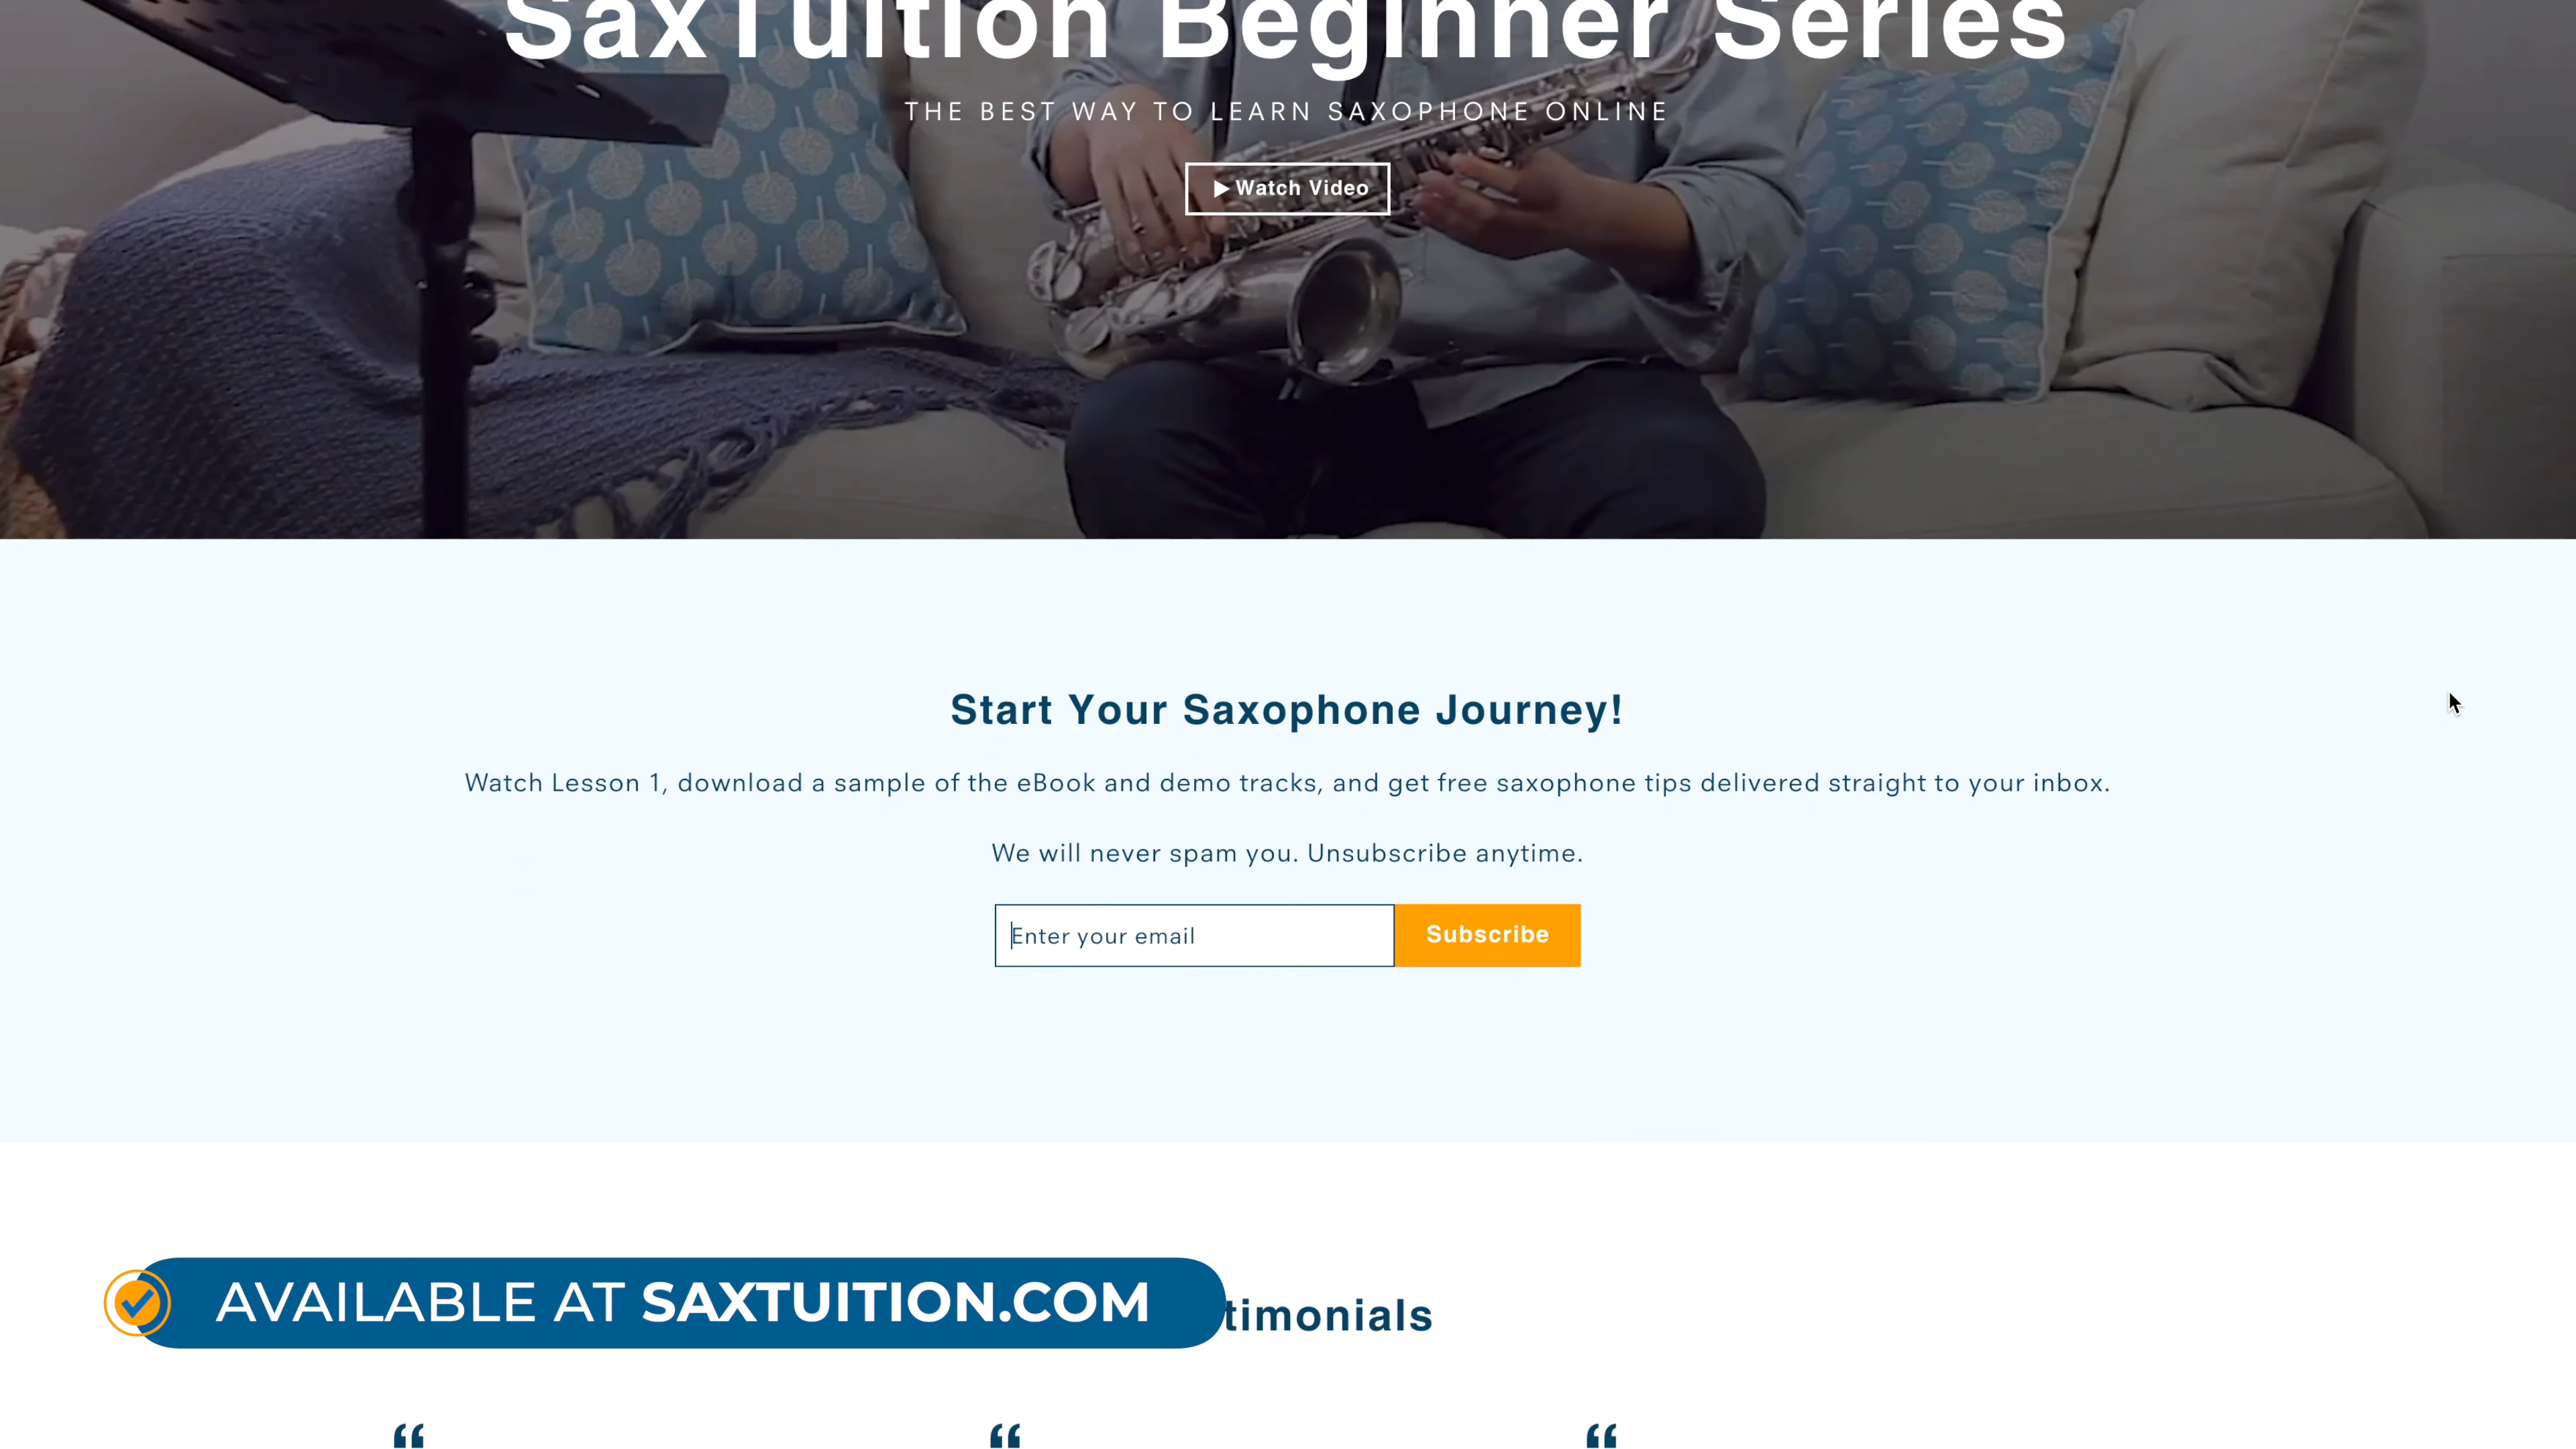 SaxTuition Beginner Series
THE BEST WAY TO LEARN SAXOPHONE ONLINE
Watch Video
Start Your Saxophone Journey!
Watch Lesson 1, download a sample of the eBook and demo tracks, and get free saxophone tips delivered straight to your inbox.
We will never spam you. Unsubscribe anytime.
Enter your email
Subscribe
AVAILABLE AT SAXTUITION.COM
timonials
“ “ “